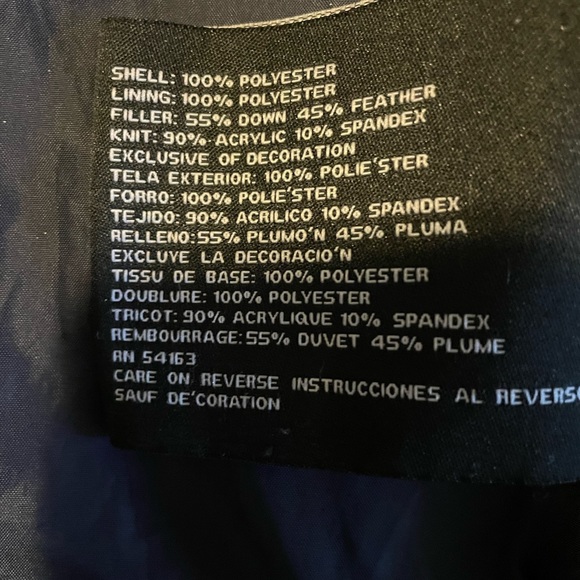 SHELL: 100% POLYESTER
LINING: 100% POLYESTER
FILLER: 55% DOWN 45% FEATHER
KNIT: 90% ACRYLIC 10% SPANDEX
EXCLUSIVE OF DECORATION
TELA EXTERIOR: 100% POLIE'STER
FORRO: 100% POLIE'STER
TEJIDO: 90% ACRILICO 10% SPANDEX
RELLENO:55% PLUMO'N 45% PLUMA
EXCLUYE LA DECORACIO'N
TISSU DE BASE: 100% POLYESTER
DOUBLURE: 100% POLYESTER
TRICOT: 90% ACRYLIQUE 10% SPANDEX
REMBOURRAGE:55% DUVET 45% PLUME
RN 54163
CARE ON REVERSE INSTRUCCIONES AL REVERSO
SAUF DE'CORATION